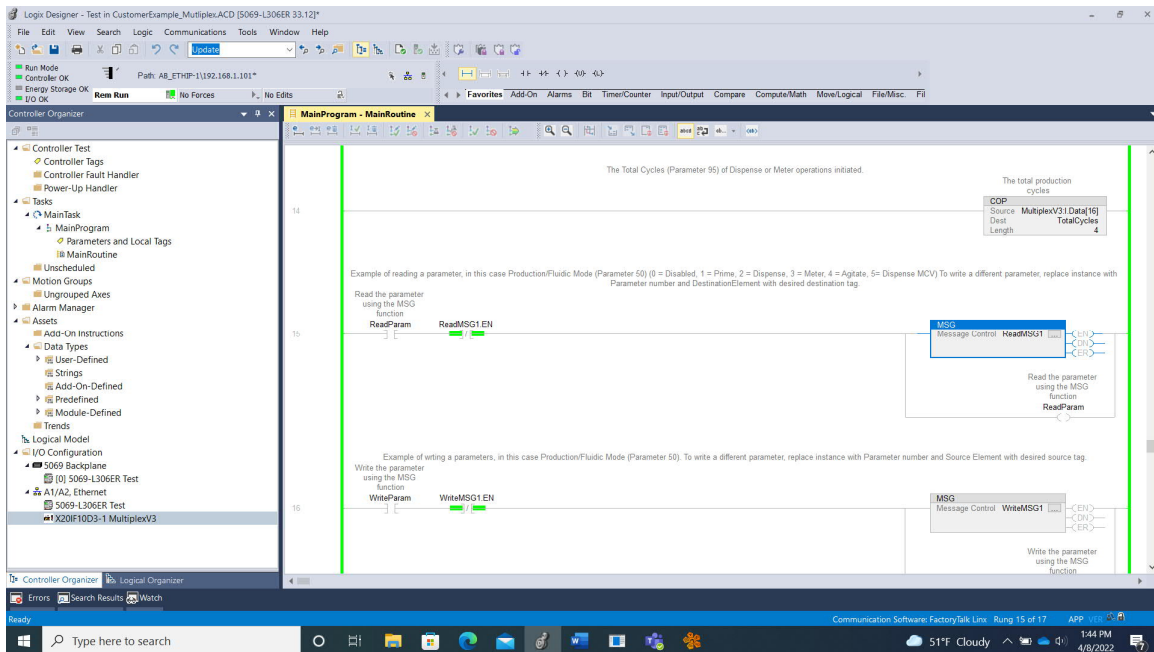 Logix Designer - Test in CustomerExample_Mutliplex.ACD [5069-L306ER 33.12]*
File Edit View Search Logic Communications Tools Window Help
Update
Run Mode
Controller OK
Energy Storage OK
I/O OK
Path: AB_ETHIP-1\192.168.1.101*
Rem Run No Forces No Edits
Favorites Add-On Alarms Bit Timer/Counter Input/Output Compare Compute/Math Move/Logical File/Misc. Fil
Controller Organizer
Controller Test
Controller Tags
Controller Fault Handler
Power-Up Handler
Tasks
MainTask
MainProgram
Parameters and Local Tags
MainRoutine
Unscheduled
Motion Groups
Ungrouped Axes
Alarm Manager
Assets
Add-On Instructions
Data Types
User-Defined
Strings
Add-On-Defined
Predefined
Module-Defined
Trends
Logical Model
I/O Configuration
5069 Backplane
[0] 5069-L306ER Test
A1/A2, Ethernet
5069-L306ER Test
X20IF10D3-1 MultiplexV3
Controller Organizer Logical Organizer
MainProgram - MainRoutine
The Total Cycles (Parameter 95) of Dispense or Meter operations initiated.
The total production
cycles
14
COP
Source MultiplexV3:I.Data[16]
Dest TotalCycles
Length 4
Example of reading a parameter, in this case Production/Fluidic Mode (Parameter 50) (0 = Disabled, 1 = Prime, 2 = Dispense, 3 = Meter, 4 = Agitate, 5= Dispense MCV) To write a different parameter, replace instance with
Parameter number and DestinationElement with desired destination tag.
Read the parameter
using the MSG
function
ReadParam ReadMSG1.EN
15
MSG
Message Control ReadMSG1 ...
EN
DN
ER
Read the parameter
using the MSG
function
ReadParam
Example of wrting a parameters, in this case Production/Fluidic Mode (Parameter 50). To write a different parameter, replace instance with Parameter number and Source Element with desired source tag.
Write the parameter
using the MSG
function
WriteParam WriteMSG1.EN
16
MSG
Message Control WriteMSG1 ...
EN
DN
ER
Write the parameter
using the MSG
function
Errors Search Results Watch
Ready
Communication Software: FactoryTalk Linx Rung 15 of 17 APP VER
Type here to search
51°F Cloudy
1:44 PM
4/8/2022